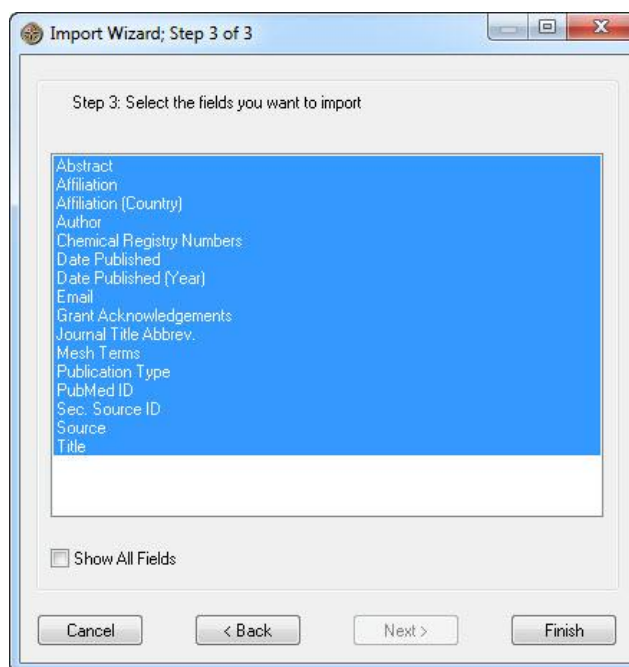 Import Wizard; Step 3 of 3
Step 3: Select the fields you want to import
Abstract
Affiliation
Affiliation (Country)
Author
Chemical Registry Numbers
Date Published
Date Published (Year)
Email
Grant Acknowledgements
Journal Title Abbrev.
Mesh Terms
Publication Type
PubMed ID
Sec. Source ID
Source
Title
Show All Fields
Cancel < Back Next > Finish